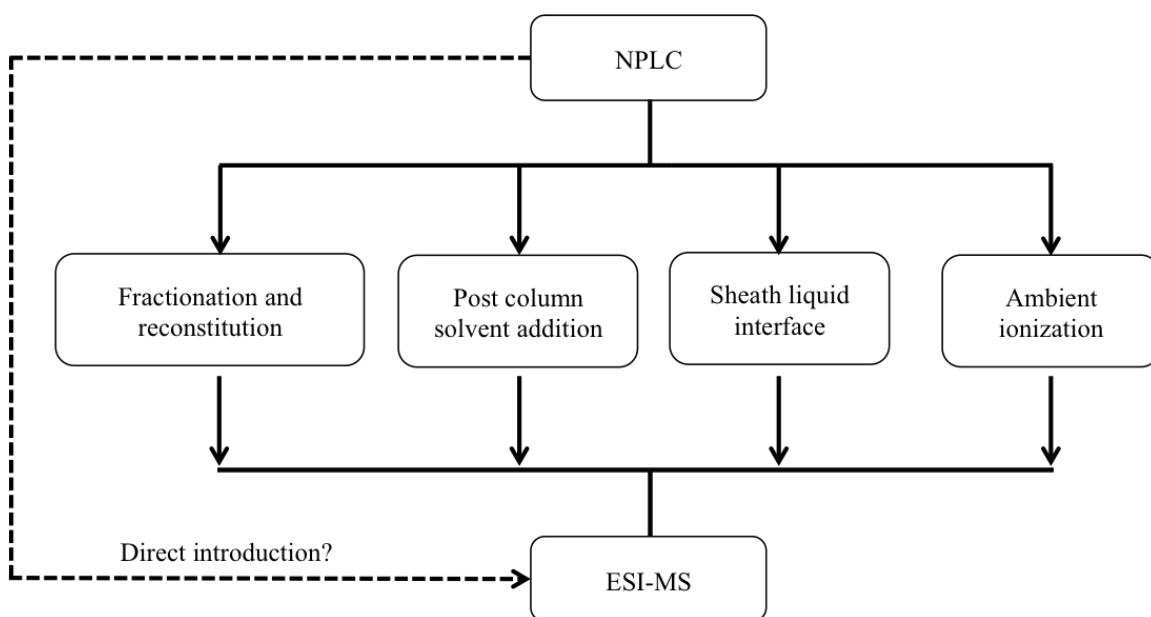 NPLC
Fractionation and
reconstitution
Post column
solvent addition
Sheath liquid
interface
Ambient
ionization
Direct introduction?
ESI-MS